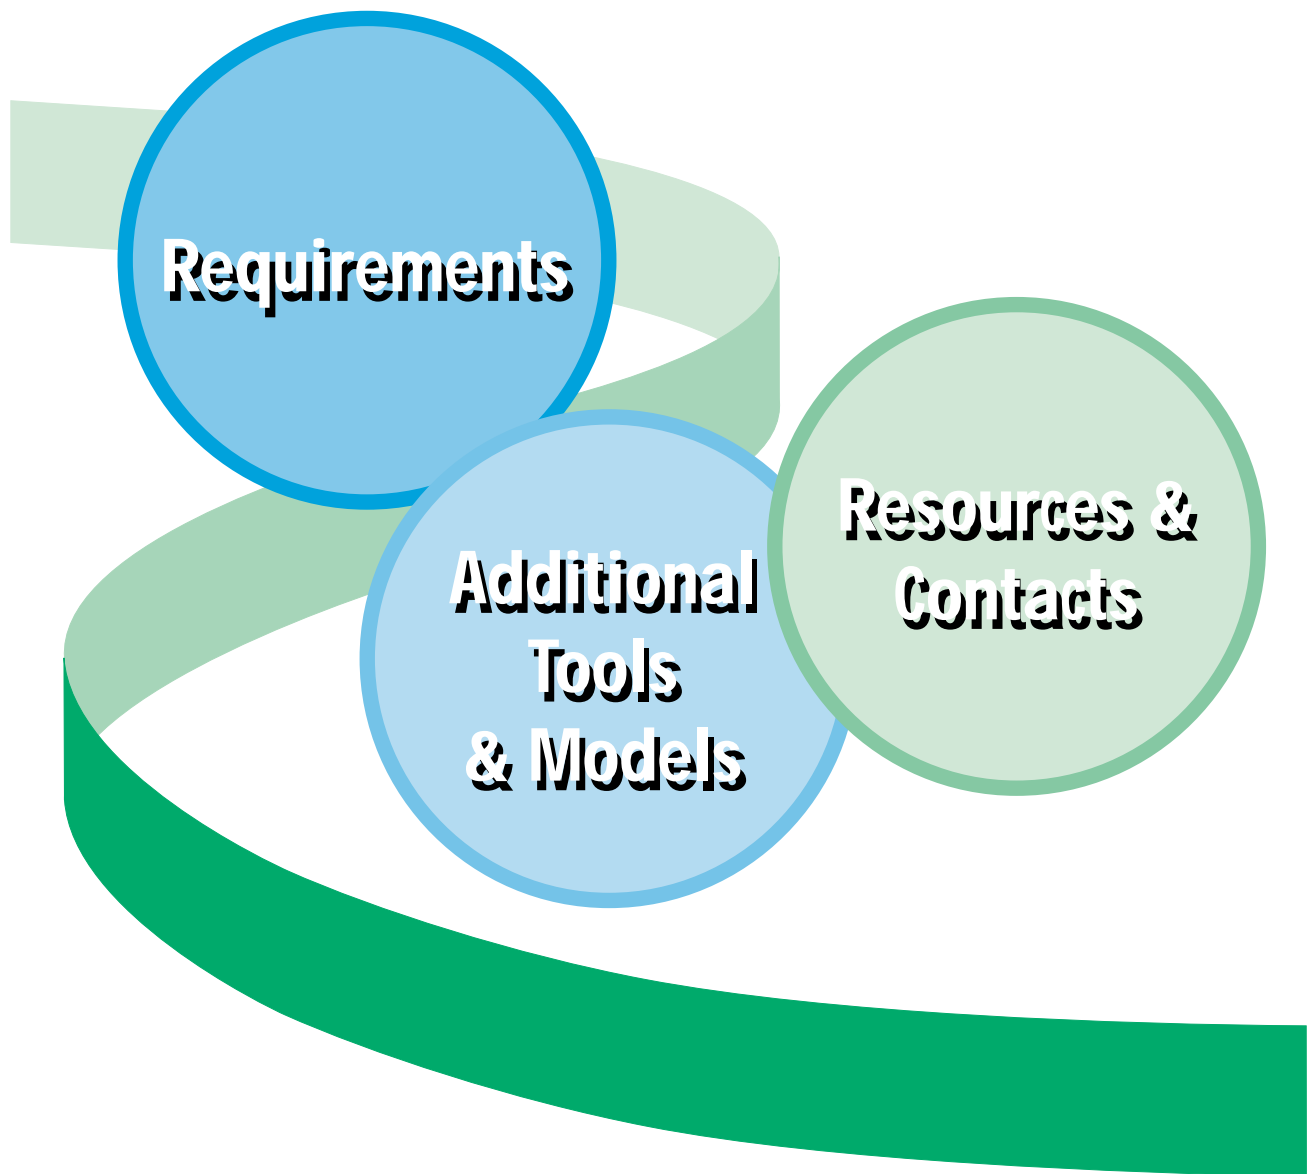 Requirements
Additional
Tools
& Models
Resources &
Contacts